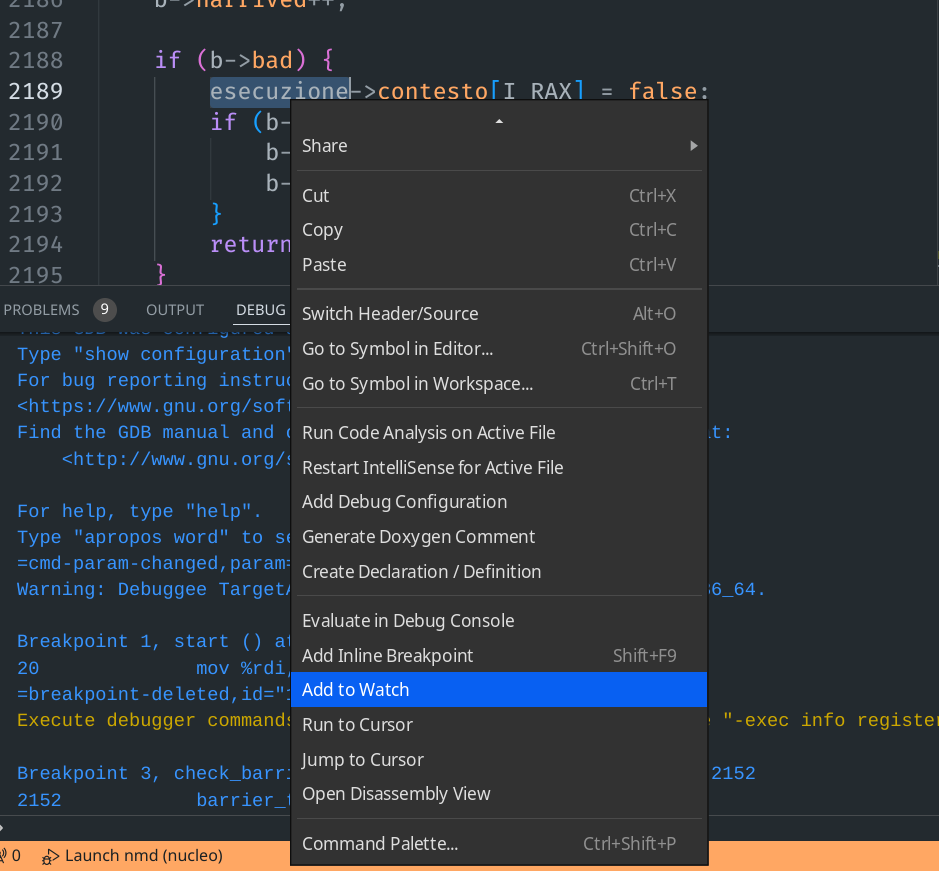 2186 b->narrived++;
2187
2188 if (b->bad) {
2189 esecuzione->contesto[I_RAX] = false;
2190 if (b-
2191 b-
2192 b-
2193 }
2194 return
2195 }
Share
Cut Ctrl+X
Copy Ctrl+C
Paste Ctrl+V
Switch Header/Source Alt+O
Go to Symbol in Editor... Ctrl+Shift+O
Go to Symbol in Workspace... Ctrl+T
Run Code Analysis on Active File
Restart IntelliSense for Active File
Add Debug Configuration
Generate Doxygen Comment
Create Declaration / Definition
Evaluate in Debug Console
Add Inline Breakpoint Shift+F9
Add to Watch
Run to Cursor
Jump to Cursor
Open Disassembly View
Command Palette... Ctrl+Shift+P
PROBLEMS 9 OUTPUT DEBUG
This GDB was configured
Type "show configuration"
For bug reporting instruc
<https://www.gnu.org/soft
Find the GDB manual and t:
<http://www.gnu.org/s
For help, type "help".
Type "apropos word" to se
=cmd-param-changed,param=
Warning: Debuggee Target 86_64.
Breakpoint 1, start () at
20 mov %rdi,
=breakpoint-deleted,id="
Execute debugger commands "-exec info register
Breakpoint 3, check_barri 2152
2152 barrier_t
0 Launch nmd (nucleo)